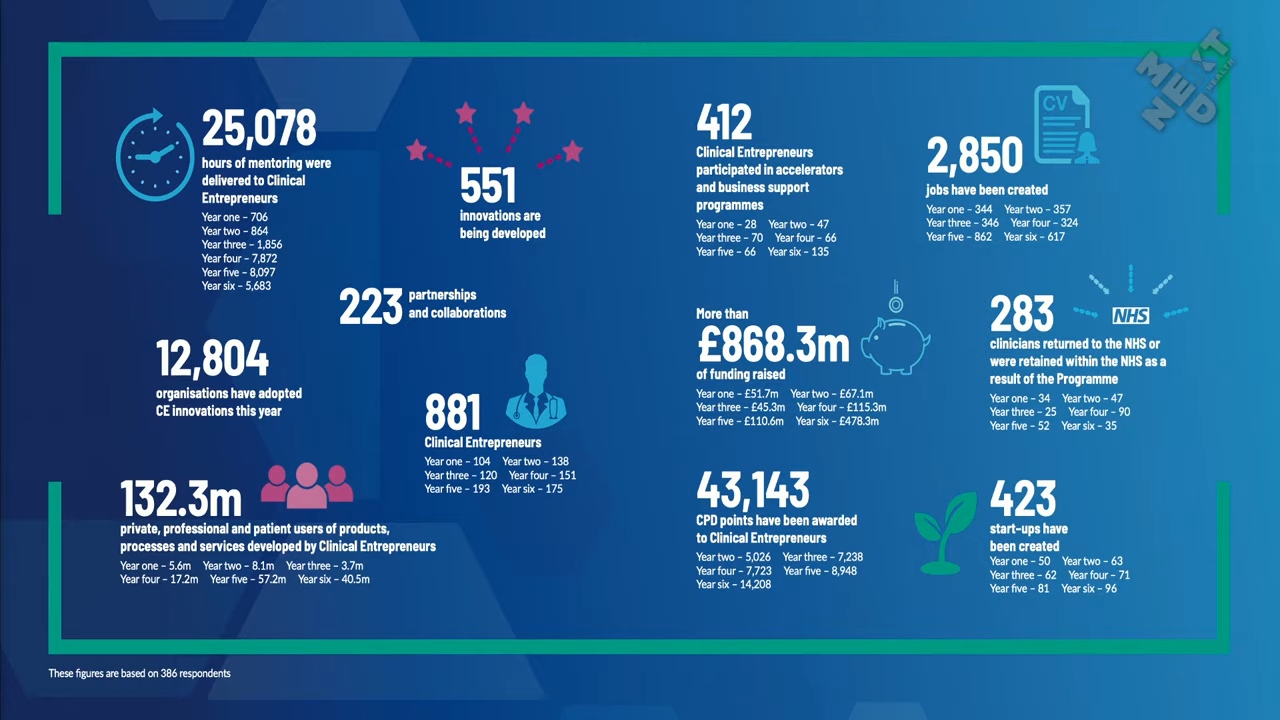 25,078
hours of mentoring were
delivered to Clinical
Entrepreneurs
Year one – 706
Year two – 864
Year three – 1,856
Year four – 7,872
Year five – 8,097
Year six – 5,683
551
innovations are
being developed
223 partnerships
and collaborations
12,804
organisations have adopted
CE innovations this year
881
Clinical Entrepreneurs
Year one – 104 Year two – 138
Year three – 120 Year four – 151
Year five – 193 Year six – 175
132.3m
private, professional and patient users of products,
processes and services developed by Clinical Entrepreneurs
Year one – 5.6m Year two – 8.1m Year three – 3.7m
Year four – 17.2m Year five – 57.2m Year six – 40.5m
412
Clinical Entrepreneurs
participated in accelerators
and business support
programmes
Year one – 28 Year two – 47
Year three – 70 Year four – 66
Year five – 66 Year six – 135
CV
2,850
jobs have been created
Year one – 344 Year two – 357
Year three – 346 Year four – 324
Year five – 862 Year six – 617
More than
£868.3m
of funding raised
Year one – £51.7m Year two – £67.1m
Year three – £45.3m Year four – £115.3m
Year five – £110.6m Year six – £478.3m
NHS
283
clinicians returned to the NHS or
were retained within the NHS as a
result of the Programme
Year one – 34 Year two – 47
Year three – 25 Year four – 90
Year five – 52 Year six – 35
43,143
CPD points have been awarded
to Clinical Entrepreneurs
Year two – 5,026 Year three – 7,238
Year four – 7,723 Year five – 8,948
Year six – 14,208
423
start-ups have
been created
Year one – 50 Year two – 63
Year three – 62 Year four – 71
Year five – 81 Year six – 96
These figures are based on 386 respondents
NEXT
MED
HEALTH